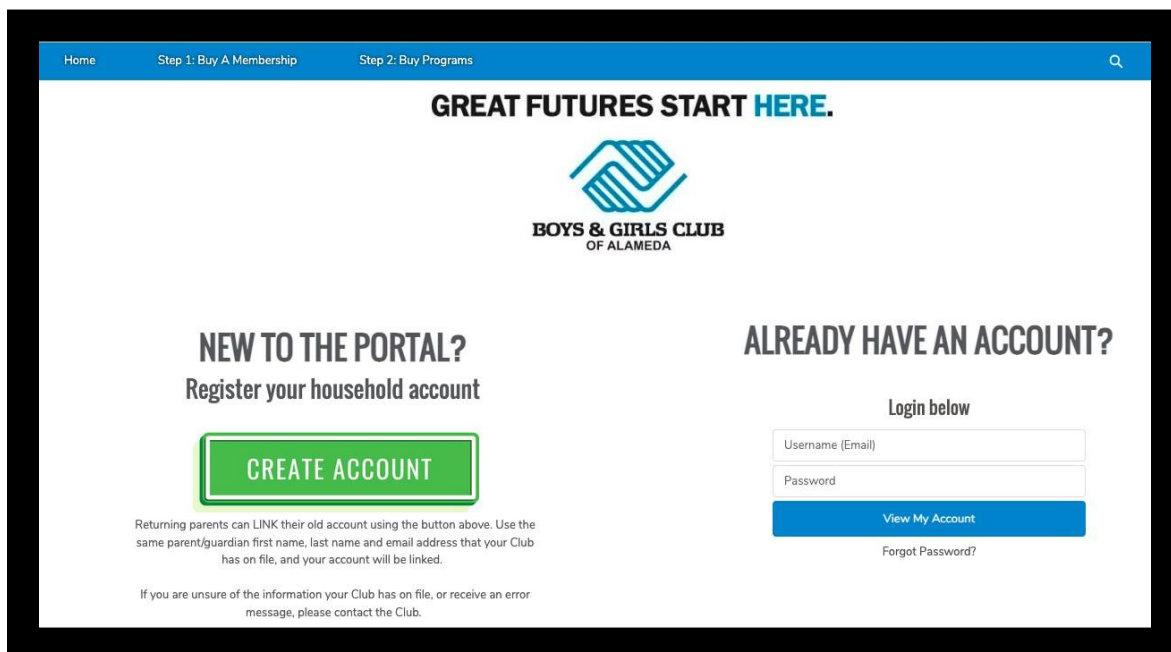 Home Step 1: Buy A Membership Step 2: Buy Programs
GREAT FUTURES START HERE.
BOYS & GIRLS CLUB
OF ALAMEDA
NEW TO THE PORTAL?
Register your household account
CREATE ACCOUNT
Returning parents can LINK their old account using the button above. Use the
same parent/guardian first name, last name and email address that your Club
has on file, and your account will be linked.
If you are unsure of the information your Club has on file, or receive an error
message, please contact the Club.
ALREADY HAVE AN ACCOUNT?
Login below
Username (Email)
Password
View My Account
Forgot Password?